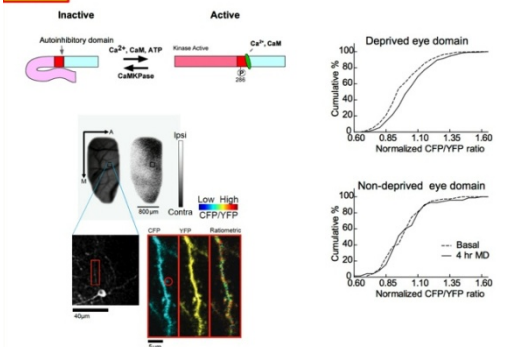 Inactive
Active
Autoinhibitory domain
Ca2+, CaM, ATP
CaMKPase
Kinase Active
Ca2+, CaM
P
286
A
M
Ipsi
Contra
800µm
Low High
CFP/YFP
CFP YFP Ratiometric
40µm
5µm
Deprived eye domain
Cumulative %
100
80
60
40
20
0
0.60 0.85 1.10 1.35 1.60
Normalized CFP/YFP ratio
Non-deprived eye domain
Cumulative %
100
80
60
40
20
0
Basal
4 hr MD
0.60 0.85 1.10 1.35 1.60
Normalized CFP/YFP ratio